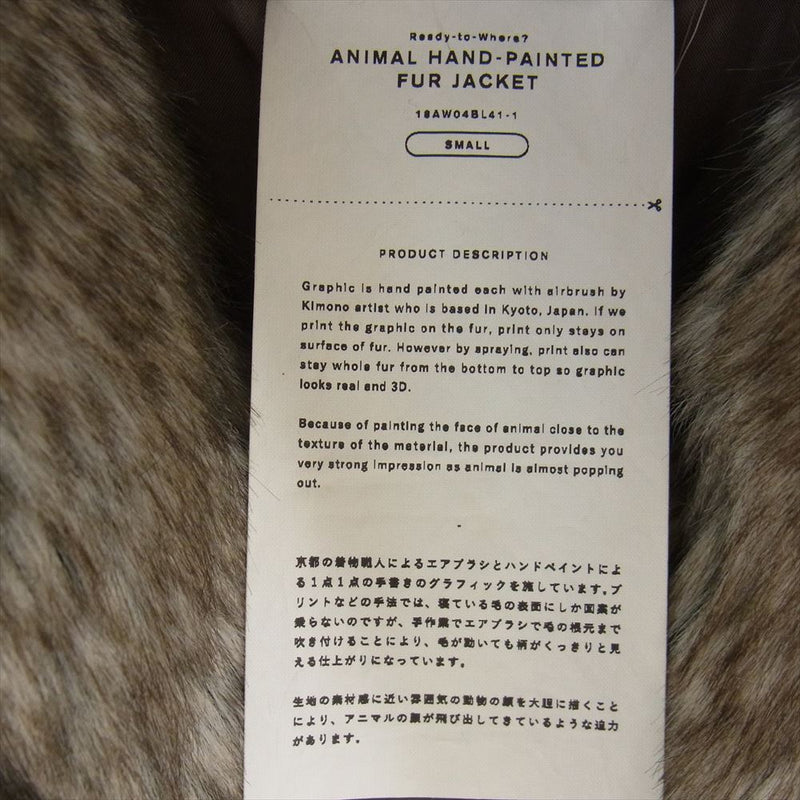 Ready-to-Where?
ANIMAL HAND-PAINTED
FUR JACKET
18AW04BL41-1
SMALL
PRODUCT DESCRIPTION
Graphic is hand painted each with airbrush by
Kimono artist who is based in Kyoto, Japan. If we
print the graphic on the fur, print only stays on
surface of fur. However by spraying, print also can
stay whole fur from the bottom to top so graphic
looks real and 3D.
Because of painting the face of animal close to the
texture of the material, the product provides you
very strong impression as animal is almost popping
out.
-
京都の着物職人によるエアブラシとハンドペイントによ
る1点1点の手書きのグラフィックを施しています。プ
リントなどの手法では、寝ている毛の表面にしか図案が
乗らないのですが、手作業でエアブラシで毛の根元まで
吹き付けることにより、毛が動いても柄がくっきりと見
える仕上がりになっています。
生地の素材感に近い雰囲気の動物の顔を大胆に描くこと
により、アニマルの顔が飛び出してきているような迫力
があります。